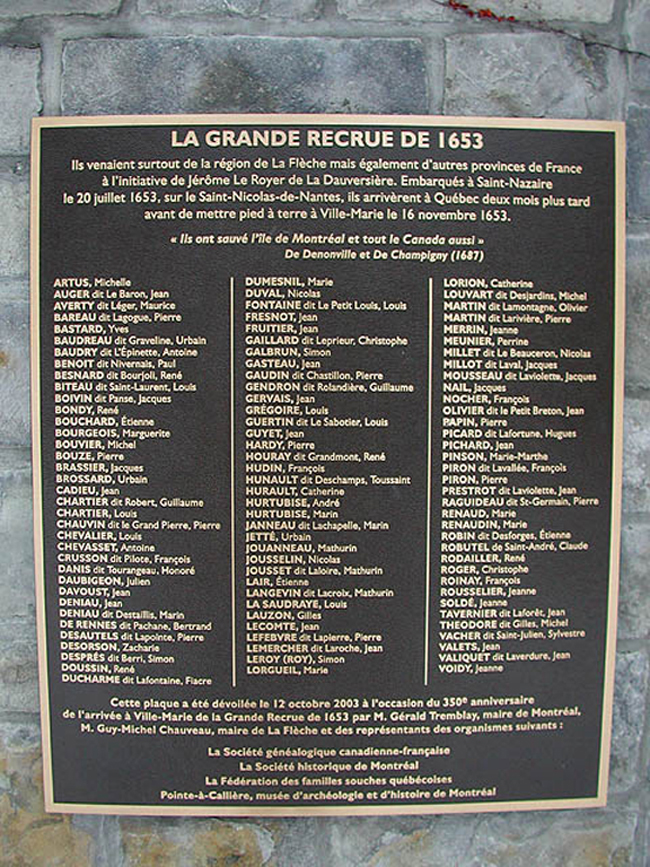 LA GRANDE RECRUE DE 1653
Ils venaient surtout de la région de La Flèche mais également d'autres provinces de France
à l'initiative de Jérôme Le Royer de La Dauversière. Embarqués à Saint-Nazaire
le 20 juillet 1653, sur le Saint-Nicolas-de-Nantes, ils arrivèrent à Québec deux mois plus tard
avant de mettre pied à terre à Ville-Marie le 16 novembre 1653.
« Ils ont sauvé l'île de Montréal et tout le Canada aussi »
De Denonville et De Champigny (1687)
ARTUS, Michelle
AUGER dit Le Baron, Jean
AVERTY dit Léger, Maurice
BAREAU dit Lagogue, Pierre
BASTARD, Yves
BAUDREAU dit Graveline, Urbain
BAUDRY dit L'Épinette, Antoine
BENOIT dit Nivernais, Paul
BESNARD dit Bourjoli, René
BITEAU dit Saint-Laurent, Louis
BOIVIN dit Panse, Jacques
BONDY, René
BOUCHARD, Étienne
BOURGEOIS, Marguerite
BOUVIER, Michel
BOUZE, Pierre
BRASSIER, Jacques
BROSSARD, Urbain
CADIEU, Jean
CHARTIER dit Robert, Guillaume
CHARTIER, Louis
CHAUVIN dit le Grand Pierre, Pierre
CHEVALIER, Louis
CHEVASSET, Antoine
CRUSSON dit Pilote, François
DANIS dit Tourangeau, Honoré
DAUBIGEON, Julien
DAVOUST, Jean
DENIAU, Jean
DENIAU dit Destaillis, Marin
DE RENNES dit Pachane, Bertrand
DESAUTELS dit Lapointe, Pierre
DESORSON, Zacharie
DESPRÉS dit Berri, Simon
DOUSSIN, René
DUCHARME dit Lafontaine, Fiacre
DUMESNIL, Marie
DUVAL, Nicolas
FONTAINE dit Le Petit Louis, Louis
FRESNOT, Jean
FRUITIER, Jean
GAILLARD dit Leprieur, Christophe
GALBRUN, Simon
GASTEAU, Jean
GAUDIN dit Chastillon, Pierre
GENDRON dit Rolandière, Guillaume
GERVAIS, Jean
GRÉGOIRE, Louis
GUERTIN dit Le Sabotier, Louis
GUYET, Jean
HARDY, Pierre
HOURAY dit Grandmont, René
HUDIN, François
HUNAULT dit Deschamps, Toussaint
HURAULT, Catherine
HURTUBISE, André
HURTUBISE, Marin
JANNEAU dit Lachapelle, Marin
JETTÉ, Urbain
JOUANNEAU, Mathurin
JOUSSELIN, Nicolas
JOUSSET dit Laloire, Mathurin
LAIR, Étienne
LANGEVIN dit Lacroix, Mathurin
LA SAUDRAYE, Louis
LAUZON, Gilles
LECOMTE, Jean
LEFEBVRE dit Lapierre, Pierre
LEMERCHER dit Laroche, Jean
LEROY (ROY), Simon
LORGUEIL, Marie
LORION, Catherine
LOUVART dit Desjardins, Michel
MARTIN dit Lamontagne, Olivier
MARTIN dit Larivière, Pierre
MERRIN, Jeanne
MEUNIER, Perrine
MILLET dit Le Beauceron, Nicolas
MILLOT dit Laval, Jacques
MOUSSEAU dit Laviolette, Jacques
NAIL, Jacques
NOCHER, François
OLIVIER dit le Petit Breton, Jean
PAPIN, Pierre
PICARD dit Lafortune, Hugues
PICHARD, Jean
PINSON, Marie-Marthe
PIRON dit Lavallée, François
PIRON, Pierre
PRESTROT dit Laviolette, Jean
RAGUIDEAU dit St-Germain, Pierre
RENAUD, Marie
RENAUDIN, Marie
ROBIN dit Desforges, Étienne
ROBUTEL de Saint-André, Claude
RODAILLER, René
ROGER, Christophe
ROINAY, François
ROUSSELIER, Jeanne
SOLDÉ, Jeanne
TAVERNIER dit Laforêt, Jean
THEODORE dit Gilles, Michel
VACHER dit Saint-Julien, Sylvestre
VALETS, Jean
VALIQUET dit Laverdure, Jean
VOIDY, Jeanne
Cette plaque a été dévoilée le 12 octobre 2003 à l'occasion du 350e anniversaire
de l'arrivée à Ville-Marie de la Grande Recrue de 1653 par M. Gérald Tremblay, maire de Montréal,
M. Guy-Michel Chauveau, maire de La Flèche et des représentants des organismes suivants :
La Société généalogique canadienne-française
La Société historique de Montréal
La Fédération des familles souches québécoises
Pointe-à-Callière, musée d'archéologie et d'histoire de Montréal